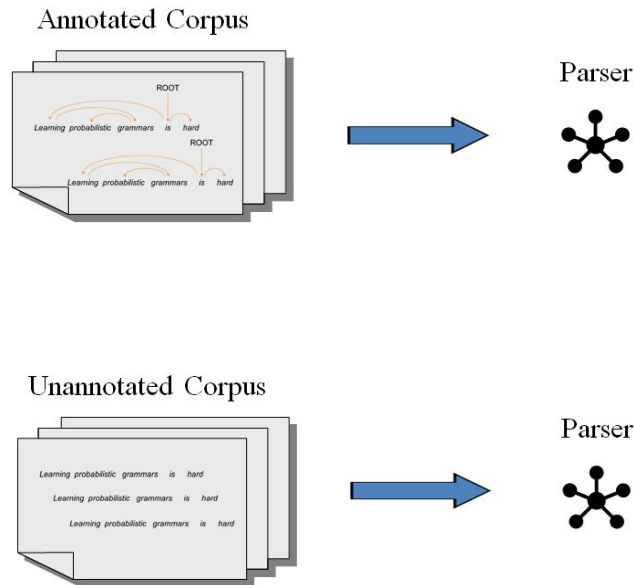 Annotated Corpus
Parser
ROOT
Learning probabilistic grammars is hard
ROOT
Learning probabilistic grammars is hard
Unannotated Corpus
Parser
Learning probabilistic grammars is hard
Learning probabilistic grammars is hard
Learning probabilistic grammars is hard